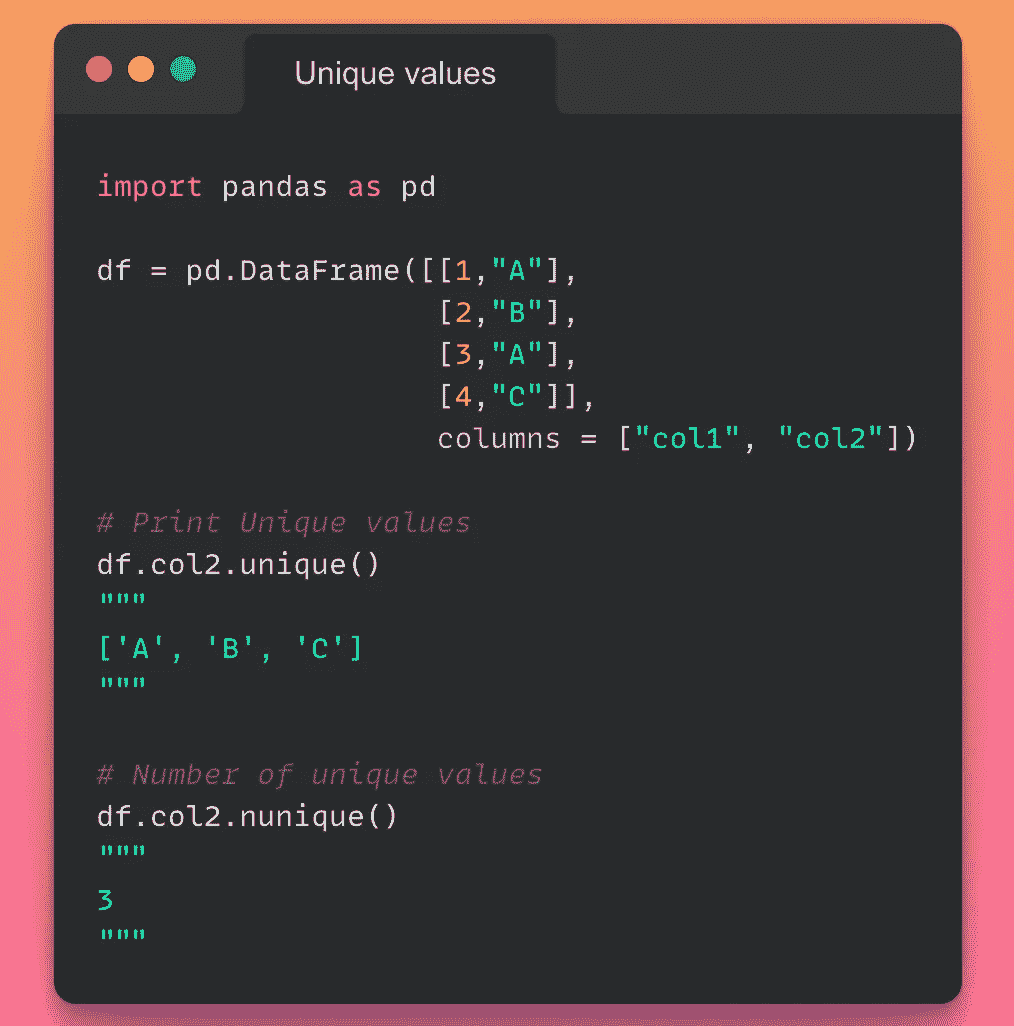 Unique values
import pandas as pd
df = pd.DataFrame([[1,"A"],
[2,"B"],
[3,"A"],
[4,"C"]],
columns = ["col1", "col2"])
# Print Unique values
df.col2.unique()
"""
['A', 'B', 'C']
"""
# Number of unique values
df.col2.nunique()
"""
3
"""